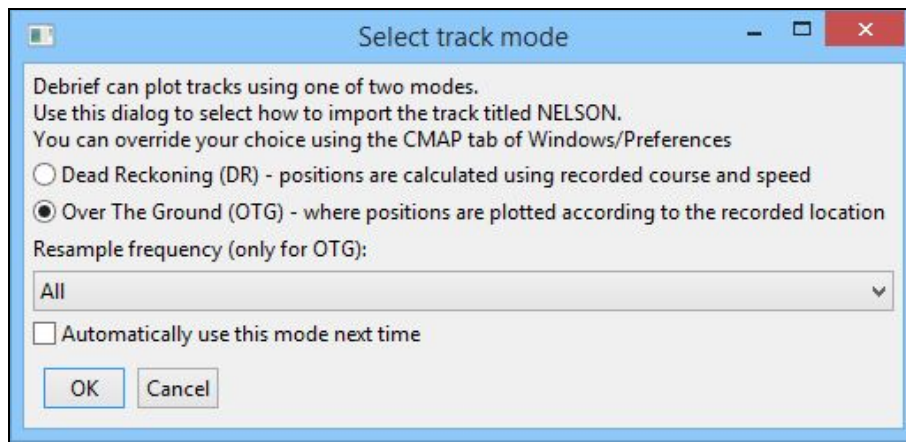 Select track mode
Debrief can plot tracks using one of two modes.
Use this dialog to select how to import the track titled NELSON.
You can override your choice using the CMAP tab of Windows/Preferences
Dead Reckoning (DR) - positions are calculated using recorded course and speed
Over The Ground (OTG) - where positions are plotted according to the recorded location
Resample frequency (only for OTG):
All
Automatically use this mode next time
OK Cancel